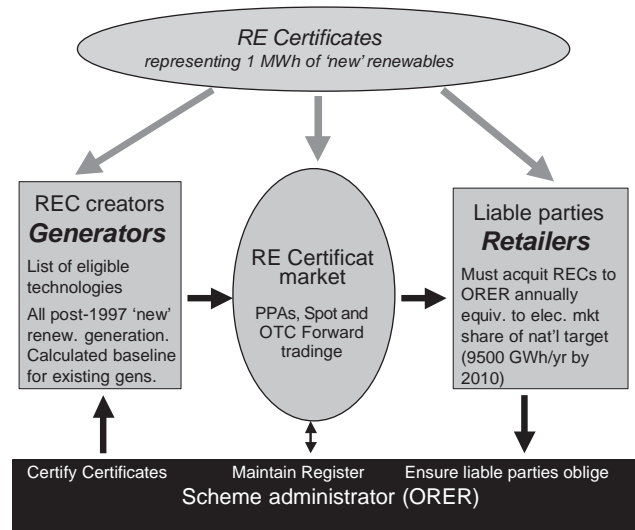 RE Certificates
representing 1 MWh of ‘new’ renewables
REC creators
Generators
List of eligible
technologies
All post-1997 ‘new’
renew. generation.
Calculated baseline
for existing gens.
RE Certificat
market
PPAs, Spot and
OTC Forward
tradinge
Liable parties
Retailers
Must acquit RECs to
ORER annually
equiv. to elec. mkt
share of nat’l target
(9500 GWh/yr by
2010)
Certify Certificates
Maintain Register
Ensure liable parties oblige
Scheme administrator (ORER)